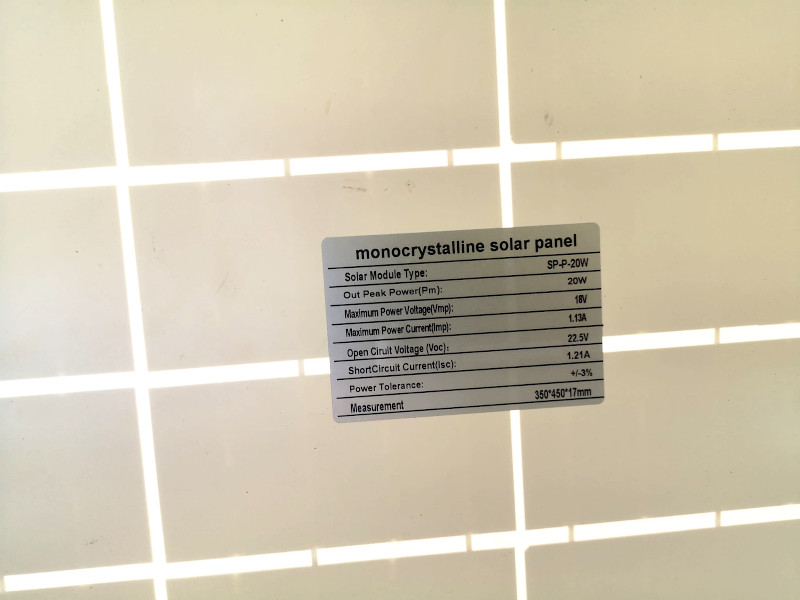 monocrystalline solar panel
Solar Module Type: SP-P-20W
Out Peak Power(Pm): 20W
Maximum Power Voltage(Vmp): 18V
Maximum Power Current(Imp): 1.13A
Open Ciruit Voltage (Voc): 22.5V
ShortCircuit Current(Isc): 1.21A
Power Tolerance: +/-3%
Measurement 350*450*17mm